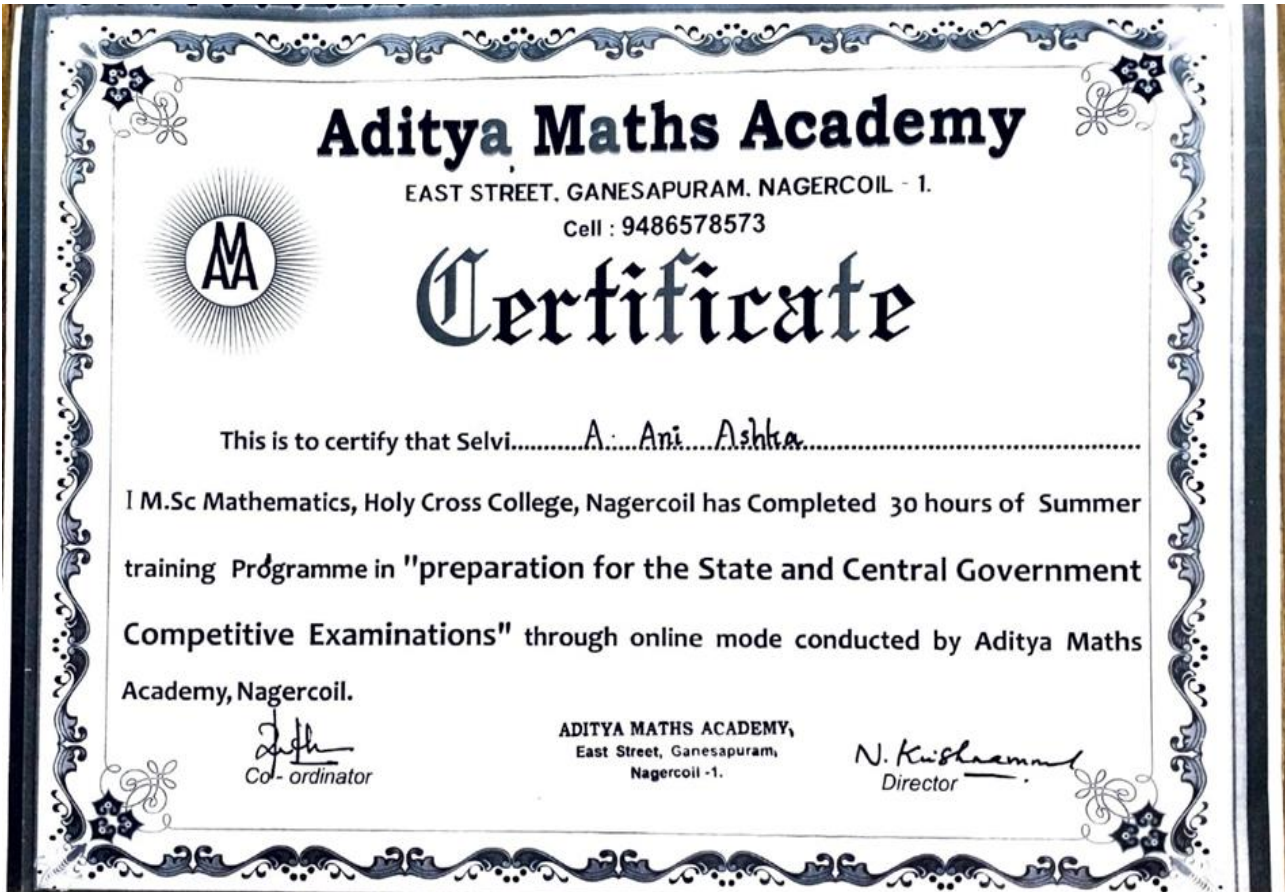 Aditya Maths Academy
EAST STREET, GANESAPURAM, NAGERCOIL - 1.
Cell : 9486578573
MAA
Certificate
This is to certify that Selvi..........A. Ani Ashka..........
I M.Sc Mathematics, Holy Cross College, Nagercoil has Completed 30 hours of Summer
training Programme in "preparation for the State and Central Government
Competitive Examinations" through online mode conducted by Aditya Maths
Academy, Nagercoil.
Co - ordinator
ADITYA MATHS ACADEMY,
East Street, Ganesapuram,
Nagercoil -1.
N.
Director